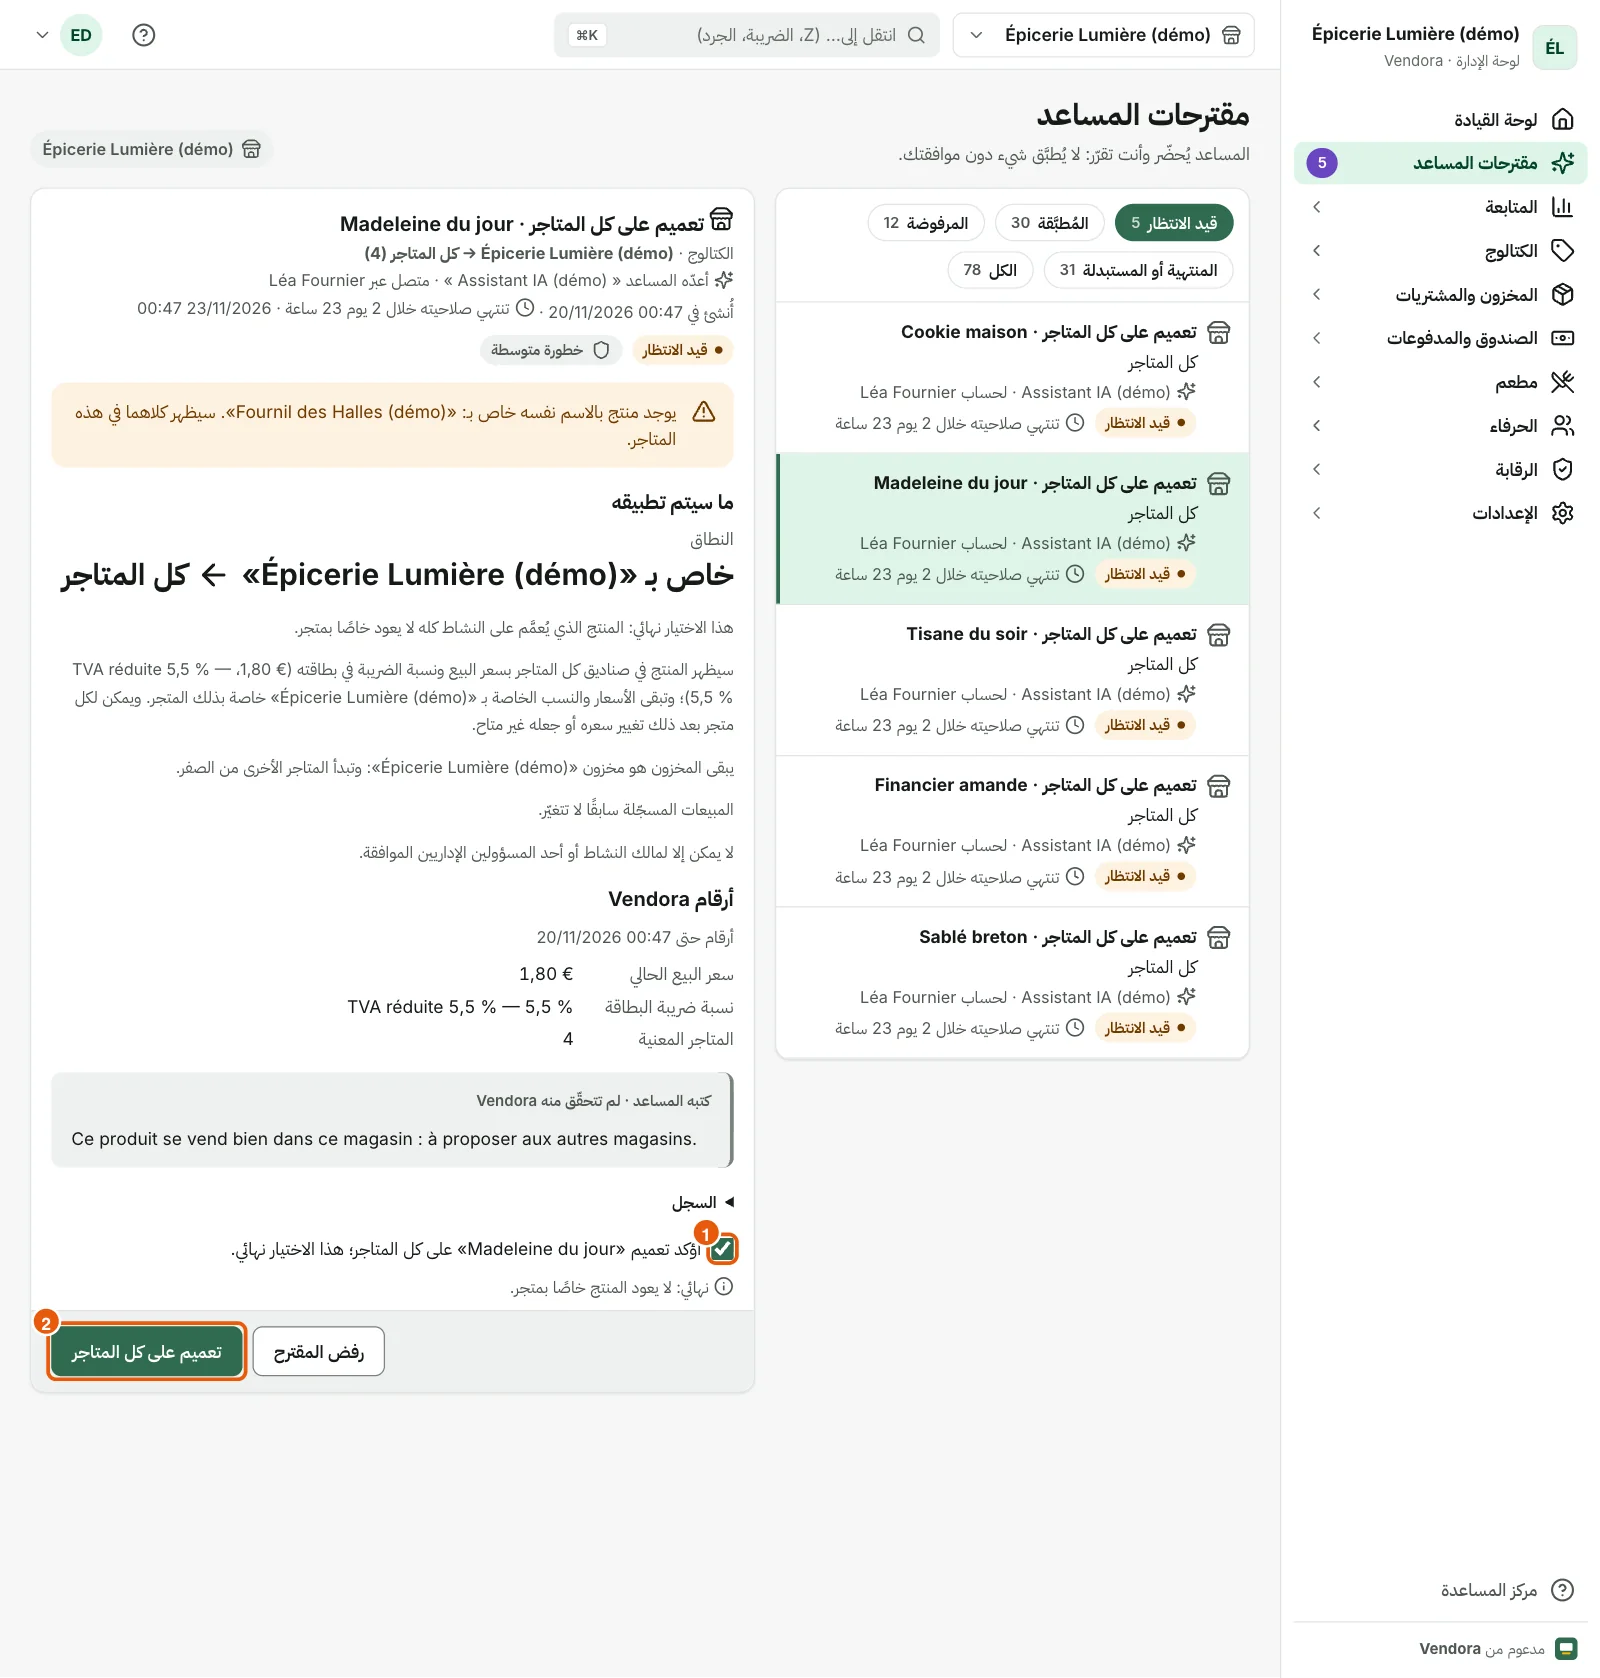 Épicerie Lumière (démo)
لوحة الإدارة · Vendora
ÉL
لوحة القيادة
مقترحات المساعد
5
المتابعة
الكتالوج
المخزون والمشتريات
الصندوق والمدفوعات
مطعم
الحرفاء
الرقابة
الإعدادات
مركز المساعدة
مدعوم من Vendora
Épicerie Lumière (démo)
انتقل إلى... (Z، الضريبة، الجرد)
⌘K
ED
مقترحات المساعد
المساعد يُحضّر وأنت تقرّر: لا يُطبَّق شيء دون موافقتك.
Épicerie Lumière (démo)
قيد الانتظار 5
المُطبَّقة 30
المرفوضة 12
المنتهية أو المستبدلة 31
الكل 78
تعميم على كل المتاجر · Cookie maison
كل المتاجر
Assistant IA (démo) · لحساب Léa Fournier
قيد الانتظار
تنتهي صلاحيته خلال 2 يوم 23 ساعة
تعميم على كل المتاجر · Madeleine du jour
كل المتاجر
Assistant IA (démo) · لحساب Léa Fournier
قيد الانتظار
تنتهي صلاحيته خلال 2 يوم 23 ساعة
تعميم على كل المتاجر · Tisane du soir
كل المتاجر
Assistant IA (démo) · لحساب Léa Fournier
قيد الانتظار
تنتهي صلاحيته خلال 2 يوم 23 ساعة
تعميم على كل المتاجر · Financier amande
كل المتاجر
Assistant IA (démo) · لحساب Léa Fournier
قيد الانتظار
تنتهي صلاحيته خلال 2 يوم 23 ساعة
تعميم على كل المتاجر · Sablé breton
كل المتاجر
Assistant IA (démo) · لحساب Léa Fournier
قيد الانتظار
تنتهي صلاحيته خلال 2 يوم 23 ساعة
تعميم على كل المتاجر · Madeleine du jour
الكتالوج · Épicerie Lumière (démo) → كل المتاجر (4)
أعدّه المساعد « Assistant IA (démo) » · متصل عبر Léa Fournier
أُنشئ في 20/11/2026 00:47 · تنتهي صلاحيته خلال 2 يوم 23 ساعة · 23/11/2026 00:47
قيد الانتظار
خطورة متوسطة
يوجد منتج بالاسم نفسه خاص بـ: «Fournil des Halles (démo)». سيظهر كلاهما في هذه
المتاجر.
ما سيتم تطبيقه
النطاق
خاص بـ «Épicerie Lumière (démo)» ← كل المتاجر
هذا الاختيار نهائي: المنتج الذي يُعمَّم على النشاط كله لا يعود خاصًا بمتجر.
سيظهر المنتج في صناديق كل المتاجر بسعر البيع ونسبة الضريبة في بطاقته (1,80 €، TVA réduite 5,5 % —
5,5 %)؛ وتبقى الأسعار والنسب الخاصة بـ «Épicerie Lumière (démo)» خاصة بذلك المتجر. ويمكن لكل
متجر بعد ذلك تغيير سعره أو جعله غير متاح.
يبقى المخزون هو مخزون «Épicerie Lumière (démo)»: وتبدأ المتاجر الأخرى من الصفر.
المبيعات المسجّلة سابقًا لا تتغيّر.
لا يمكن إلا لمالك النشاط أو أحد المسؤولين الإداريين الموافقة.
أرقام Vendora
أرقام حتى 20/11/2026 00:47
سعر البيع الحالي 1,80 €
نسبة ضريبة البطاقة TVA réduite 5,5 % — 5,5 %
المتاجر المعنية 4
كتبه المساعد · لم تتحقّق منه Vendora
Ce produit se vend bien dans ce magasin : à proposer aux autres magasins.
السجل
1
أؤكد تعميم «Madeleine du jour» على كل المتاجر؛ هذا الاختيار نهائي.
نهائي: لا يعود المنتج خاصًا بمتجر.
رفض المقترح
2
تعميم على كل المتاجر